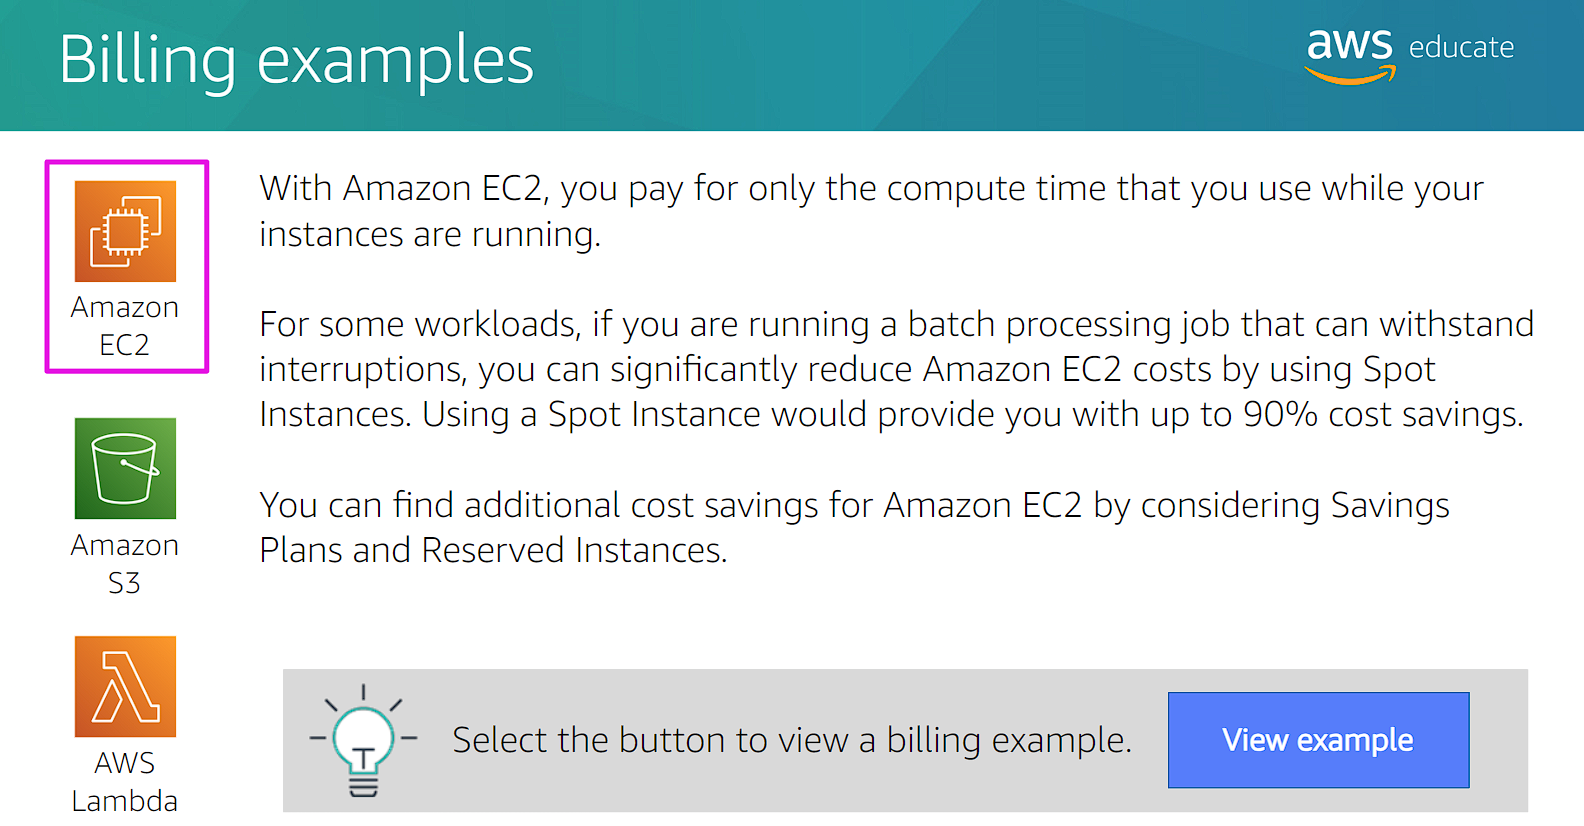 Billing examples
aws educate
Amazon
EC2
With Amazon EC2, you pay for only the compute time that you use while your
instances are running.
For some workloads, if you are running a batch processing job that can withstand
interruptions, you can significantly reduce Amazon EC2 costs by using Spot
Instances. Using a Spot Instance would provide you with up to 90% cost savings.
You can find additional cost savings for Amazon EC2 by considering Savings
Plans and Reserved Instances.
Amazon
S3
AWS
Lambda
Select the button to view a billing example.
View example